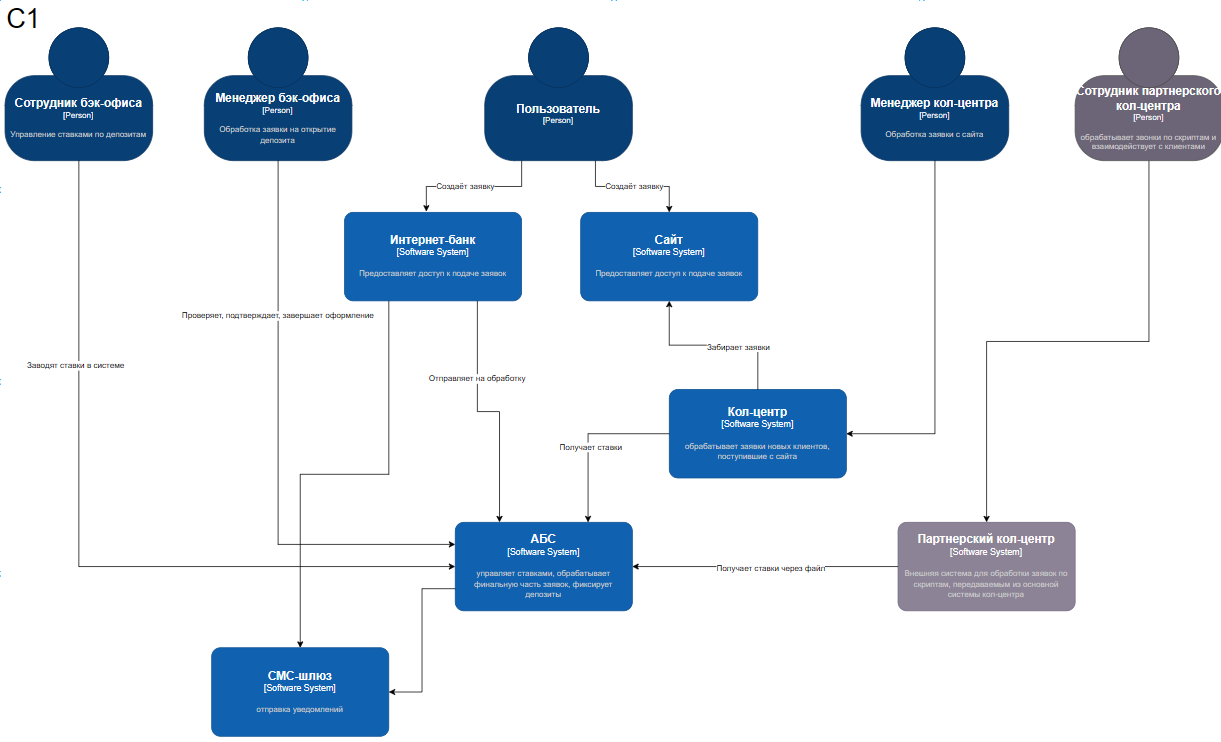 C1
Сотрудник бэк-офиса
[Person]
Управление ставками по депозитам
Менеджер бэк-офиса
[Person]
Обработка заявки на открытие
депозита
Пользователь
[Person]
Менеджер кол-центра
[Person]
Обработка заявки с сайта
Сотрудник партнерского
кол-центра
[Person]
обрабатывает звонки по скриптам и
взаимодействует с клиентами
Создаёт заявку
Создаёт заявку
Интернет-банк
[Software System]
Предоставляет доступ к подаче заявок
Сайт
[Software System]
Предоставляет доступ к подаче заявок
Проверяет, подтверждает, завершает оформление
Забирает заявки
Заводят ставки в системе
Отправляет на обработку
Кол-центр
[Software System]
обрабатывает заявки новых клиентов,
поступившие с сайта
Получает ставки
АБС
[Software System]
управляет ставками, обрабатывает
финальную часть заявок, фиксирует
депозиты
Получает ставки через файл
Партнерский кол-центр
[Software System]
Внешняя система для обработки заявок по
скриптам, передаваемым из основной
системы кол-центра
СМС-шлюз
[Software System]
отправка уведомлений